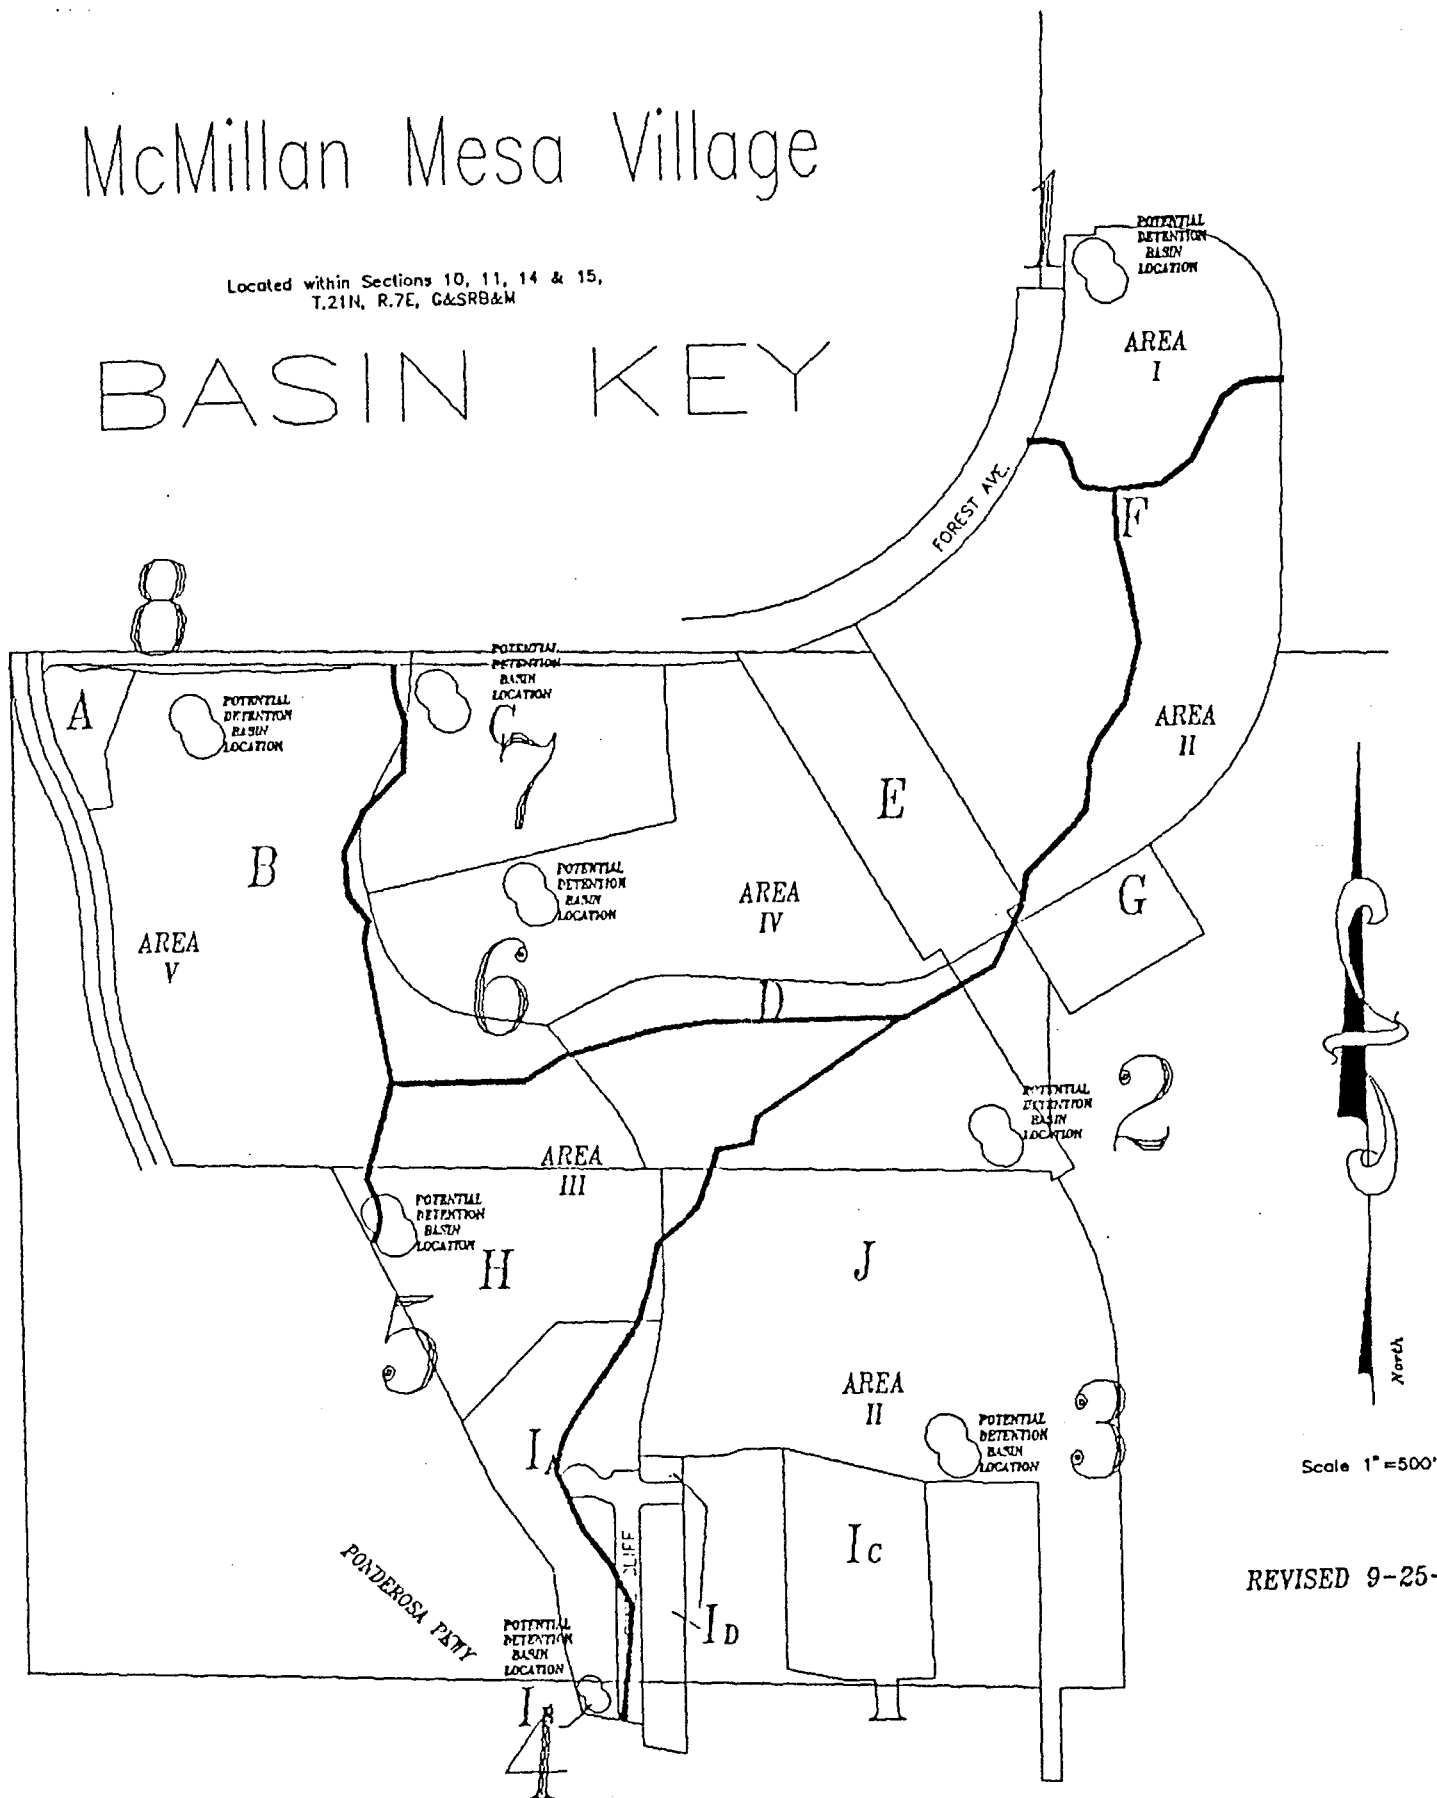 McMillan Mesa Village
Located within Sections 10, 11, 14 & 15,
T.21N, R.7E, G&SRB&M
BASIN KEY
1
POTENTIAL
DETENTION
BASIN
LOCATION
AREA
I
FOREST AVE.
F
8
A
POTENTIAL
DETENTION
BASIN
LOCATION
POTENTIAL
DETENTION
BASIN
LOCATION
C
7
AREA
II
E
B
POTENTIAL
DETENTION
BASIN
LOCATION
AREA
IV
G
AREA
V
6
D
POTENTIAL
DETENTION
BASIN
LOCATION
2
AREA
III
POTENTIAL
DETENTION
BASIN
LOCATION
H
J
5
North
AREA
II
POTENTIAL
DETENTION
BASIN
LOCATION
3
IA
Scale 1"=500'
IC
PONDEROSA PKWY
REVISED 9-25-
ID
POTENTIAL
DETENTION
BASIN
LOCATION
4